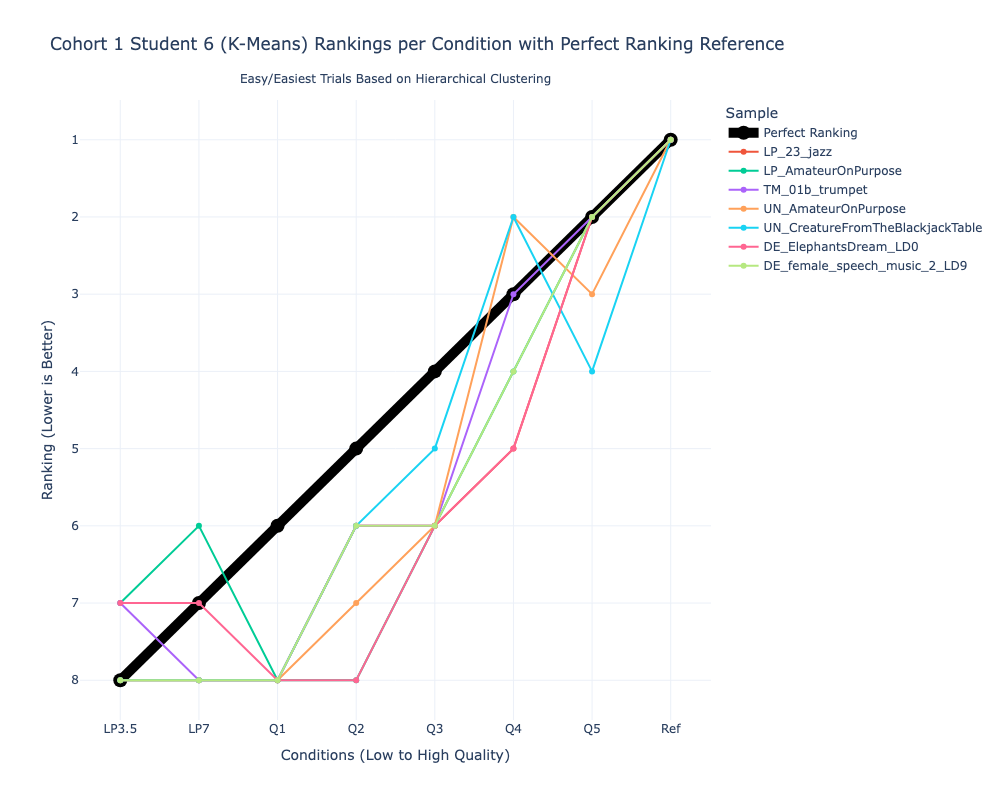 Cohort 1 Student 6 (K-Means) Rankings per Condition with Perfect Ranking Reference
Easy/Easiest Trials Based on Hierarchical Clustering
Sample
Perfect Ranking
LP_23_jazz
LP_AmateurOnPurpose
TM_01b_trumpet
UN_AmateurOnPurpose
UN_CreatureFromTheBlackjackTable
DE_ElephantsDream_LD0
DE_female_speech_music_2_LD9
Ranking (Lower is Better)
1
2
3
4
5
6
7
8
LP3.5 LP7 Q1 Q2 Q3 Q4 Q5 Ref
Conditions (Low to High Quality)